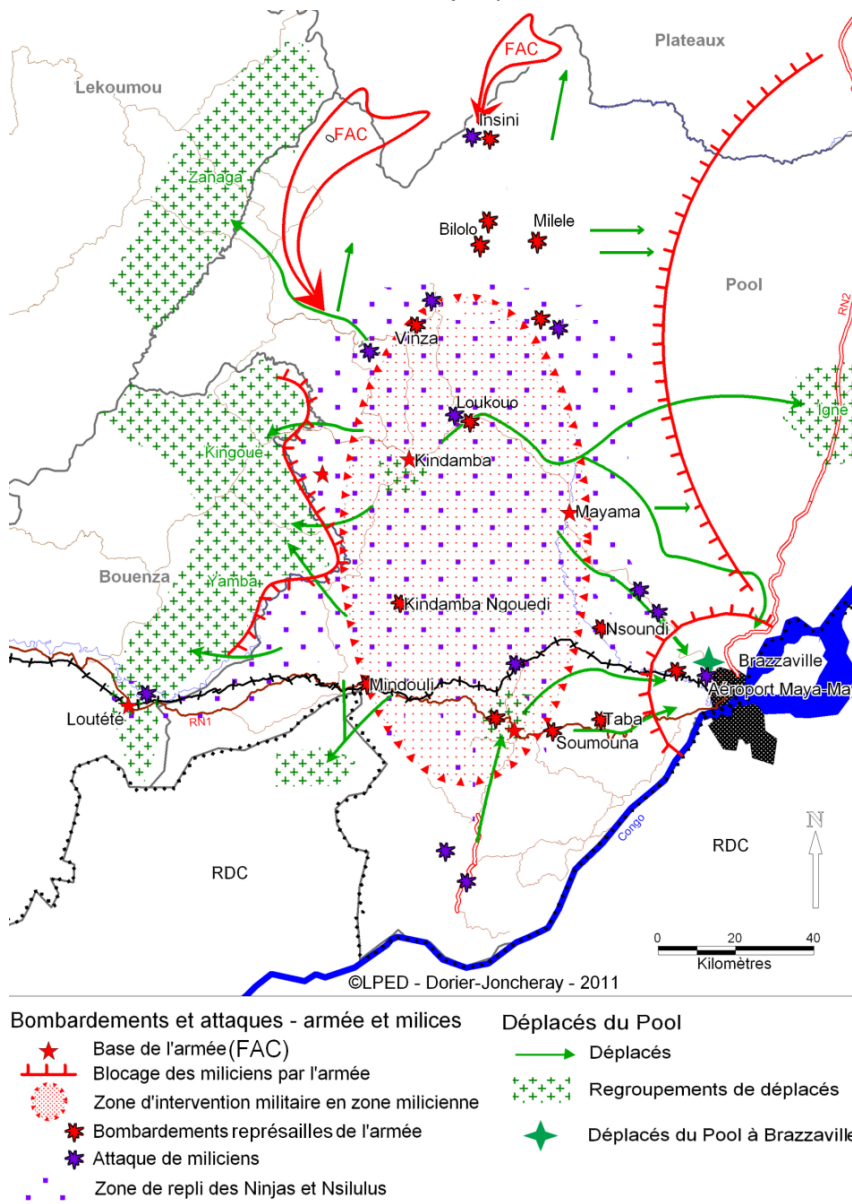 Plateaux
FAC
Lekoumou
FAC
Insini
Zanaga
Bilolo
Milele
Pool
RN2
Vinza
Loukouo
Igne
Kingoue
Kindamba
Mayama
Bouenza
Yamba
Kindamba Ngouedi
Nsoundi
Brazzaville
Mindouli
Aéroport Maya-May
Loutété
RN1
Taba
Soumouna
Congo
N
RDC
RDC
0 20 40
Kilomètres
©LPED - Dorier-Joncheray - 2011
Bombardements et attaques - armée et milices
Base de l'armée (FAC)
Blocage des miliciens par l'armée
Zone d'intervention militaire en zone milicienne
Bombardements représailles de l'armée
Attaque de miliciens
Zone de repli des Ninjas et Nsilulus
Déplacés du Pool
Déplacés
Regroupements de déplacés
Déplacés du Pool à Brazzaville